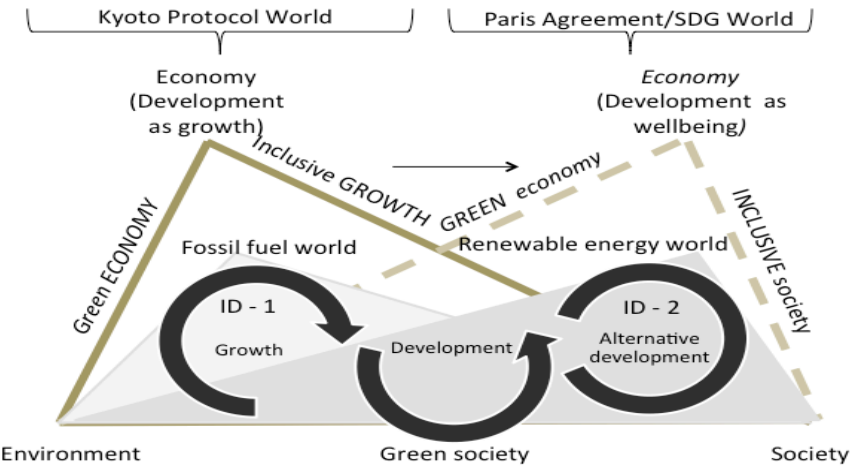 Kyoto Protocol World
Paris Agreement/SDG World
Economy
(Development
as growth)
Economy
(Development as
wellbeing)
Inclusive GROWTH
GREEN economy
Green ECONOMY
INCLUSIVE society
Fossil fuel world
Renewable energy world
ID - 1
Growth
Development
ID - 2
Alternative
development
Environment
Green society
Society